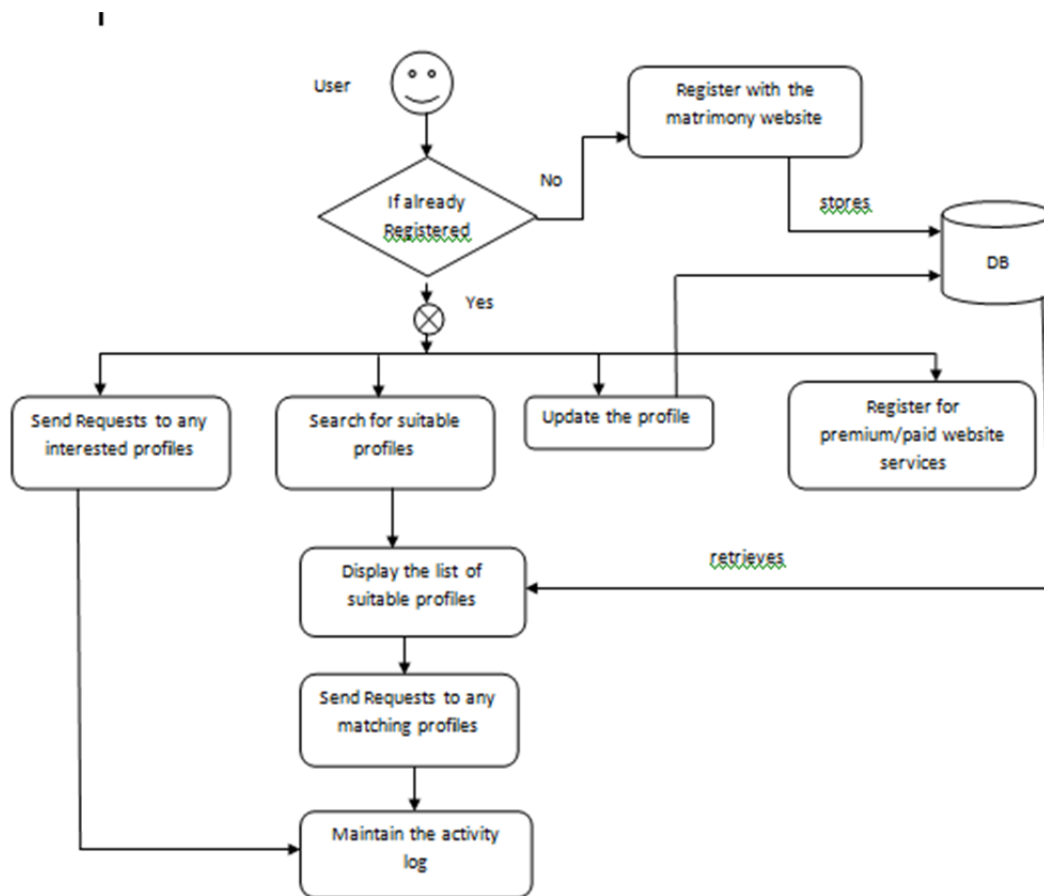 User
Register with the
matrimony website
No
If already
Registered
stores
DB
Yes
Send Requests to any
interested profiles
Search for suitable
profiles
Update the profile
Register for
premium/paid website
services
retrieves
Display the list of
suitable profiles
Send Requests to any
matching profiles
Maintain the activity
log